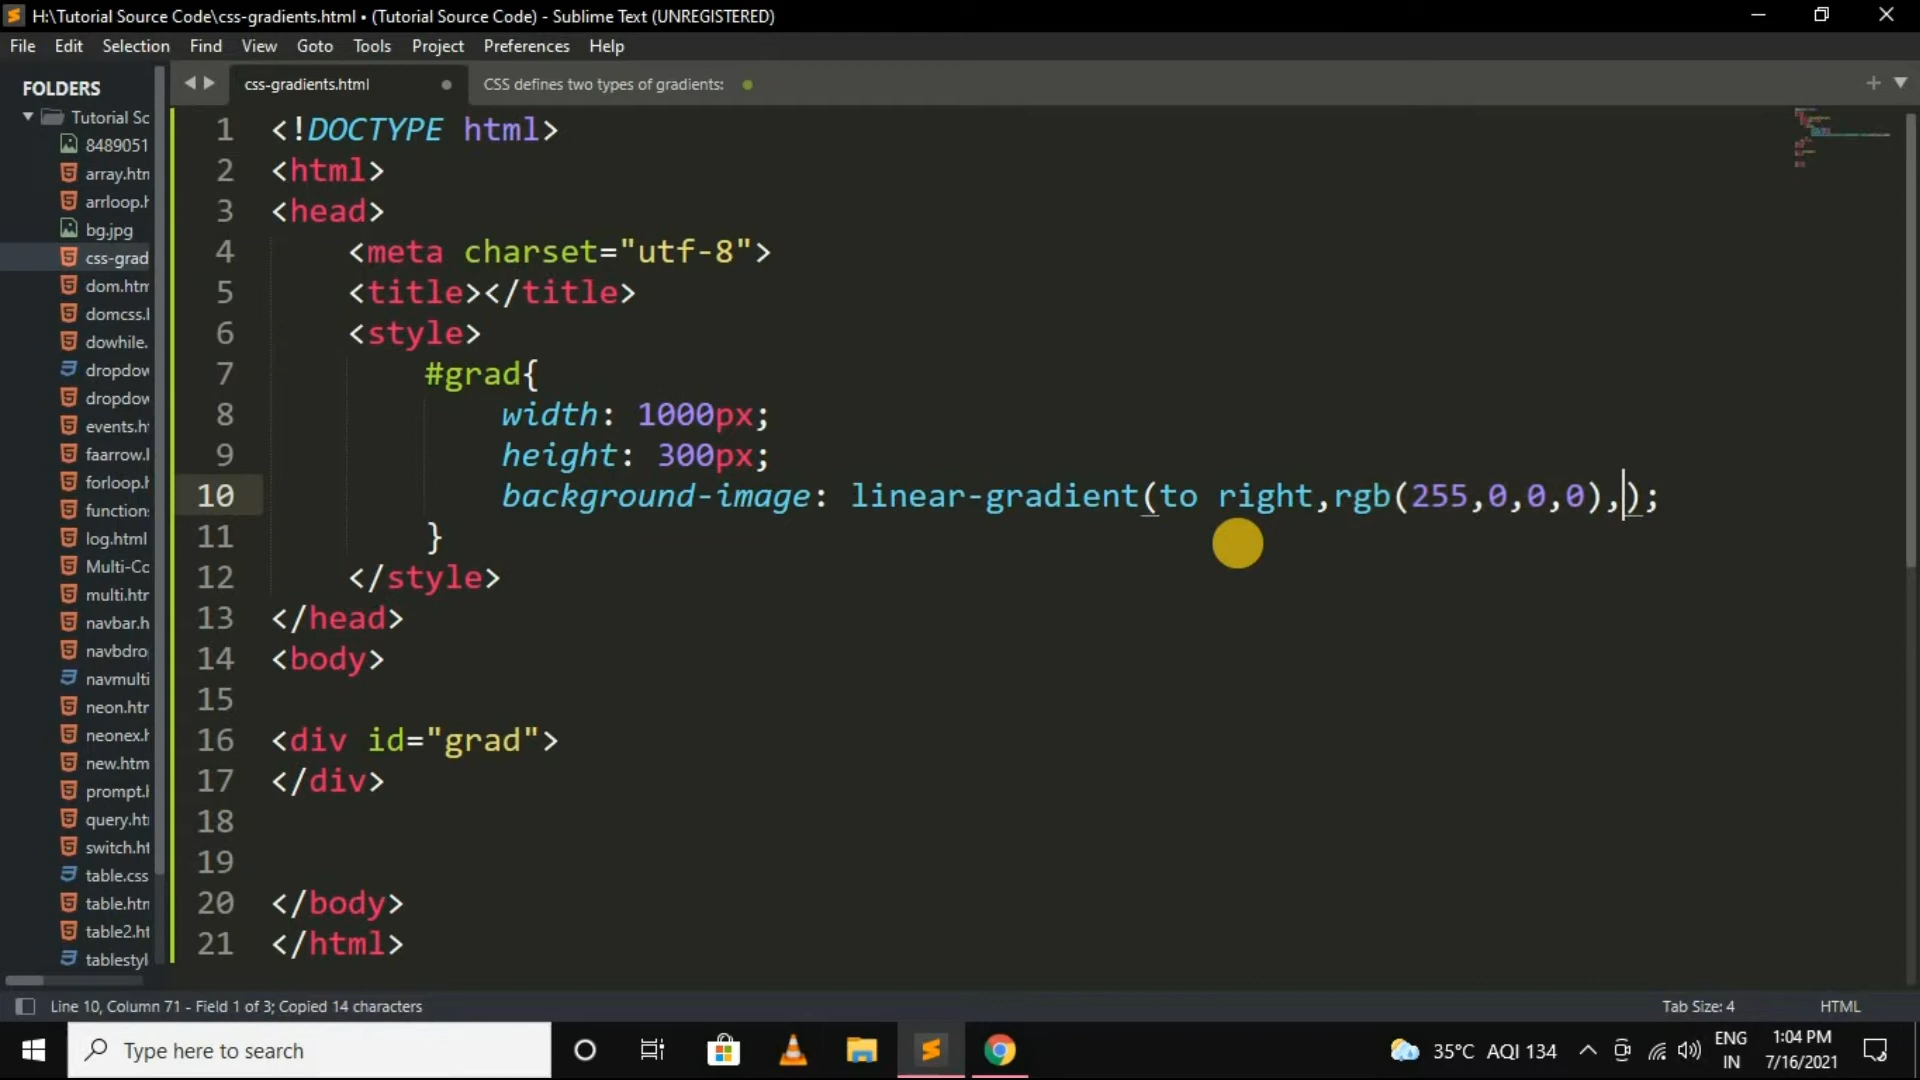 H:\Tutorial Source Code\css-gradients.html • (Tutorial Source Code) - Sublime Text (UNREGISTERED)
File Edit Selection Find View Goto Tools Project Preferences Help
FOLDERS
css-gradients.html
CSS defines two types of gradients:
Tutorial Sc
8489051
array.htm
arrloop.h
bg.jpg
css-grad
dom.htm
domcss.h
dowhile.
dropdow
dropdow
events.ht
faarrow.h
forloop.h
function
log.html
Multi-Co
multi.htm
navbar.h
navbdro
navmulti
neon.htm
neonex.h
new.htm
prompt.h
query.htm
switch.ht
table.css
table.htm
table2.ht
tablestyl
1 <!DOCTYPE html>
2 <html>
3 <head>
4 <meta charset="utf-8">
5 <title></title>
6 <style>
7 #grad{
8 width: 1000px;
9 height: 300px;
10 background-image: linear-gradient(to right,rgb(255,0,0,0),);
11 }
12 </style>
13 </head>
14 <body>
15
16 <div id="grad">
17 </div>
18
19
20 </body>
21 </html>
Line 10, Column 71 - Field 1 of 3; Copied 14 characters
Tab Size: 4
HTML
Type here to search
35°C AQI 134
ENG
IN
1:04 PM
7/16/2021